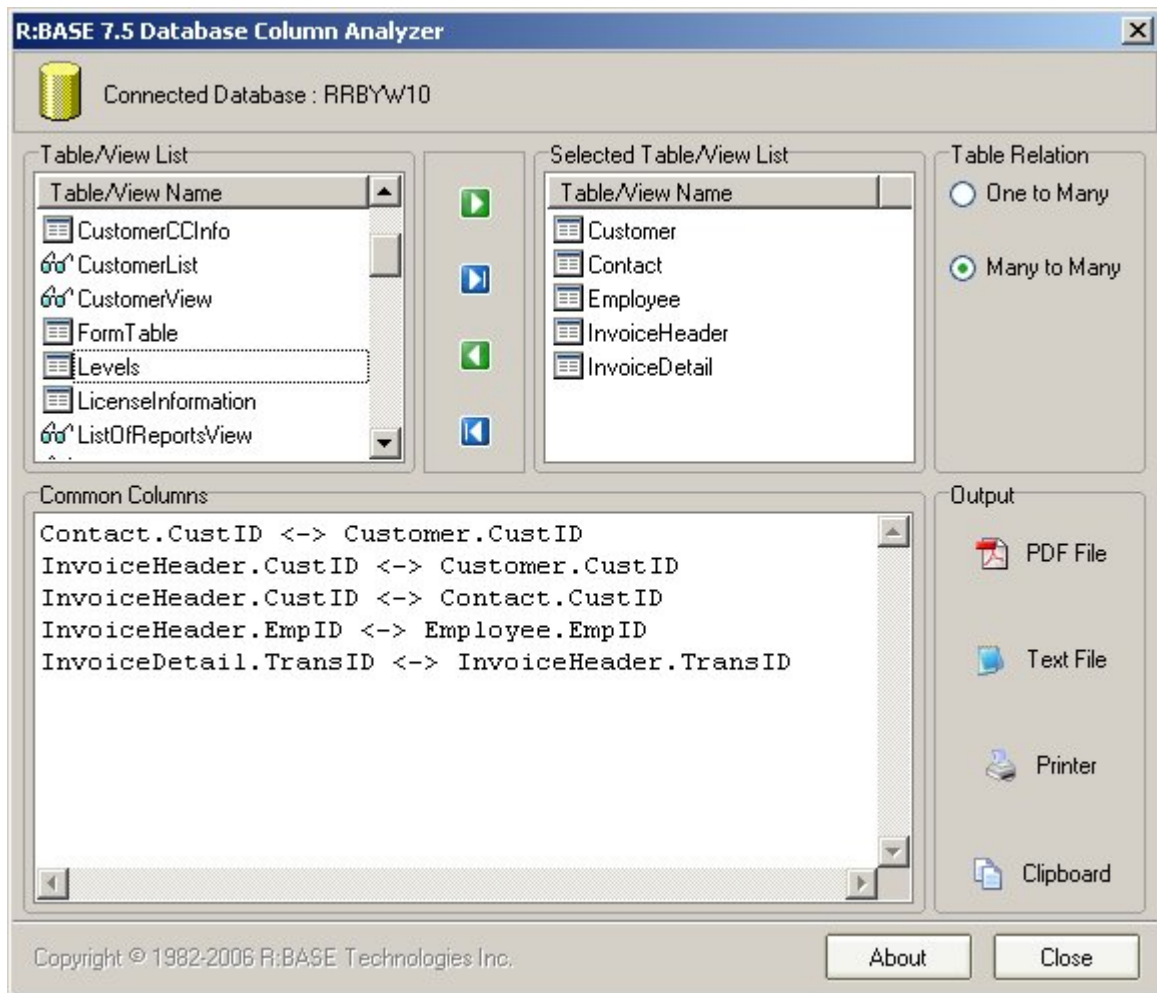 R:BASE 7.5 Database Column Analyzer
Connected Database : RRBYW10
Table/View List
Table/View Name
CustomerCCInfo
CustomerList
CustomerView
FormTable
Levels
LicenseInformation
ListOfReportsView
Selected Table/View List
Table/View Name
Customer
Contact
Employee
InvoiceHeader
InvoiceDetail
Table Relation
One to Many
Many to Many
Common Columns
Contact.CustID <-> Customer.CustID
InvoiceHeader.CustID <-> Customer.CustID
InvoiceHeader.CustID <-> Contact.CustID
InvoiceHeader.EmpID <-> Employee.EmpID
InvoiceDetail.TransID <-> InvoiceHeader.TransID
Output
PDF File
Text File
Printer
Clipboard
Copyright © 1982-2006 R:BASE Technologies Inc.
About
Close